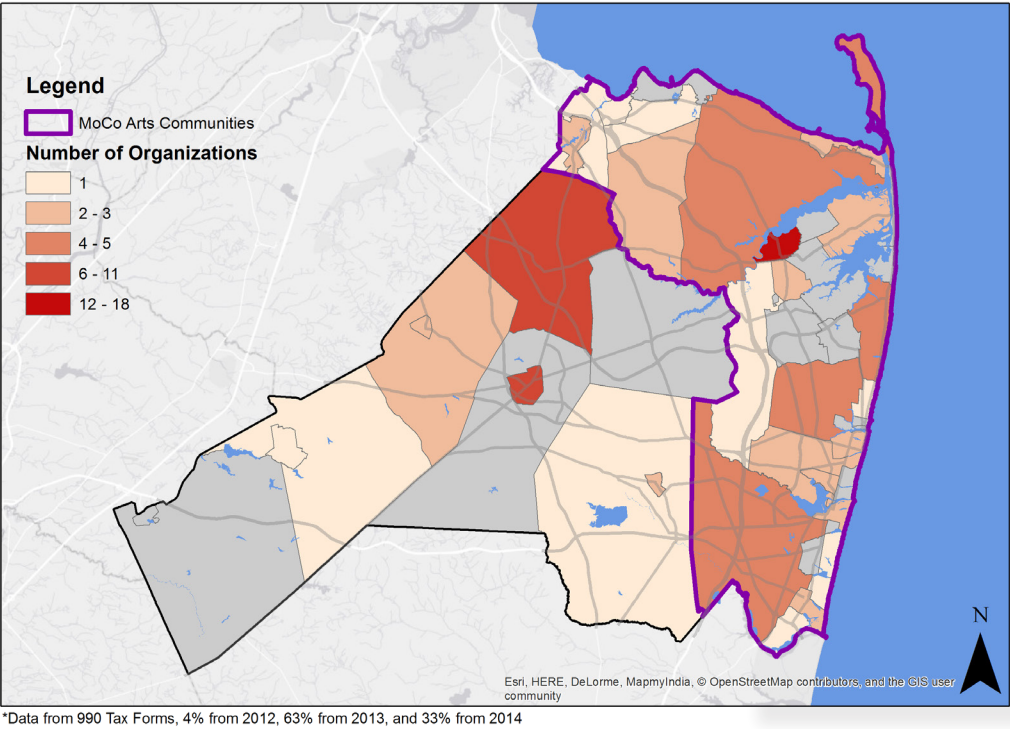 Legend
MoCo Arts Communities
Number of Organizations
1
2 - 3
4 - 5
6 - 11
12 - 18
N
Esri, HERE, DeLorme, MapmyIndia, © OpenStreetMap contributors, and the GIS user
community
*Data from 990 Tax Forms, 4% from 2012, 63% from 2013, and 33% from 2014